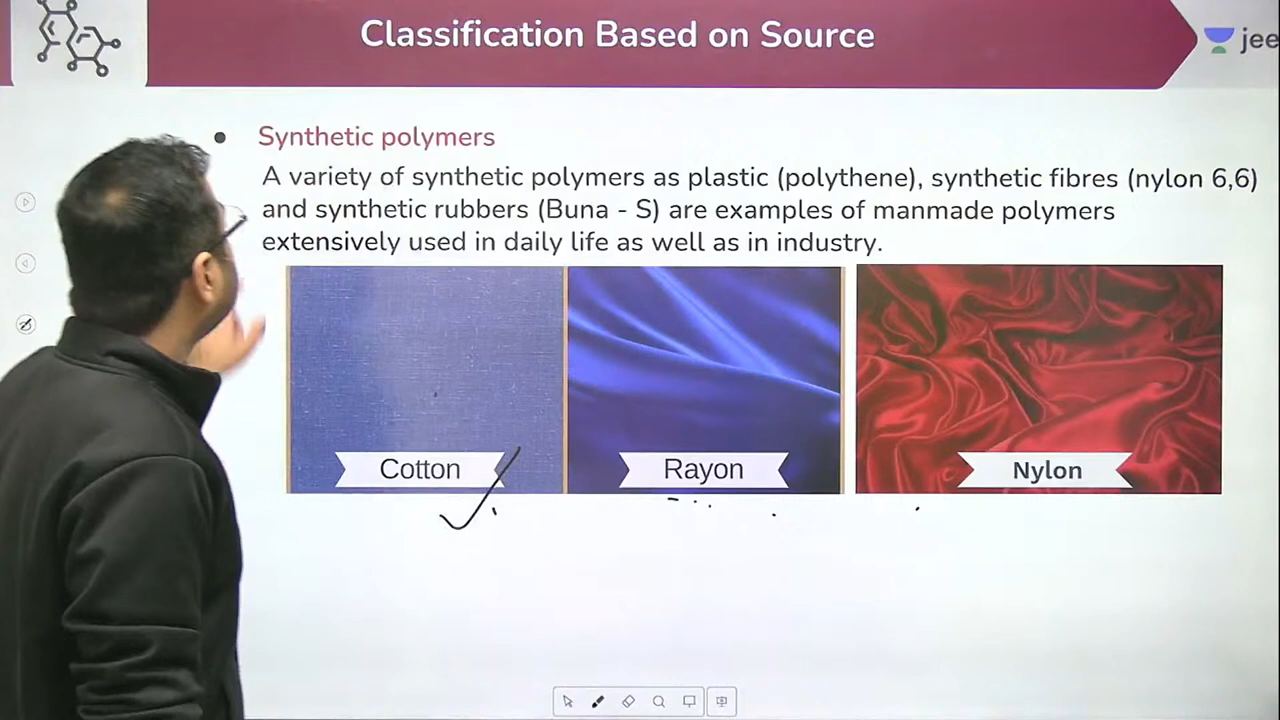 Classification Based on Source
jee
Synthetic polymers
A variety of synthetic polymers as plastic (polythene), synthetic fibres (nylon 6,6)
and synthetic rubbers (Buna - S) are examples of manmade polymers
extensively used in daily life as well as in industry.
Cotton
Rayon
Nylon